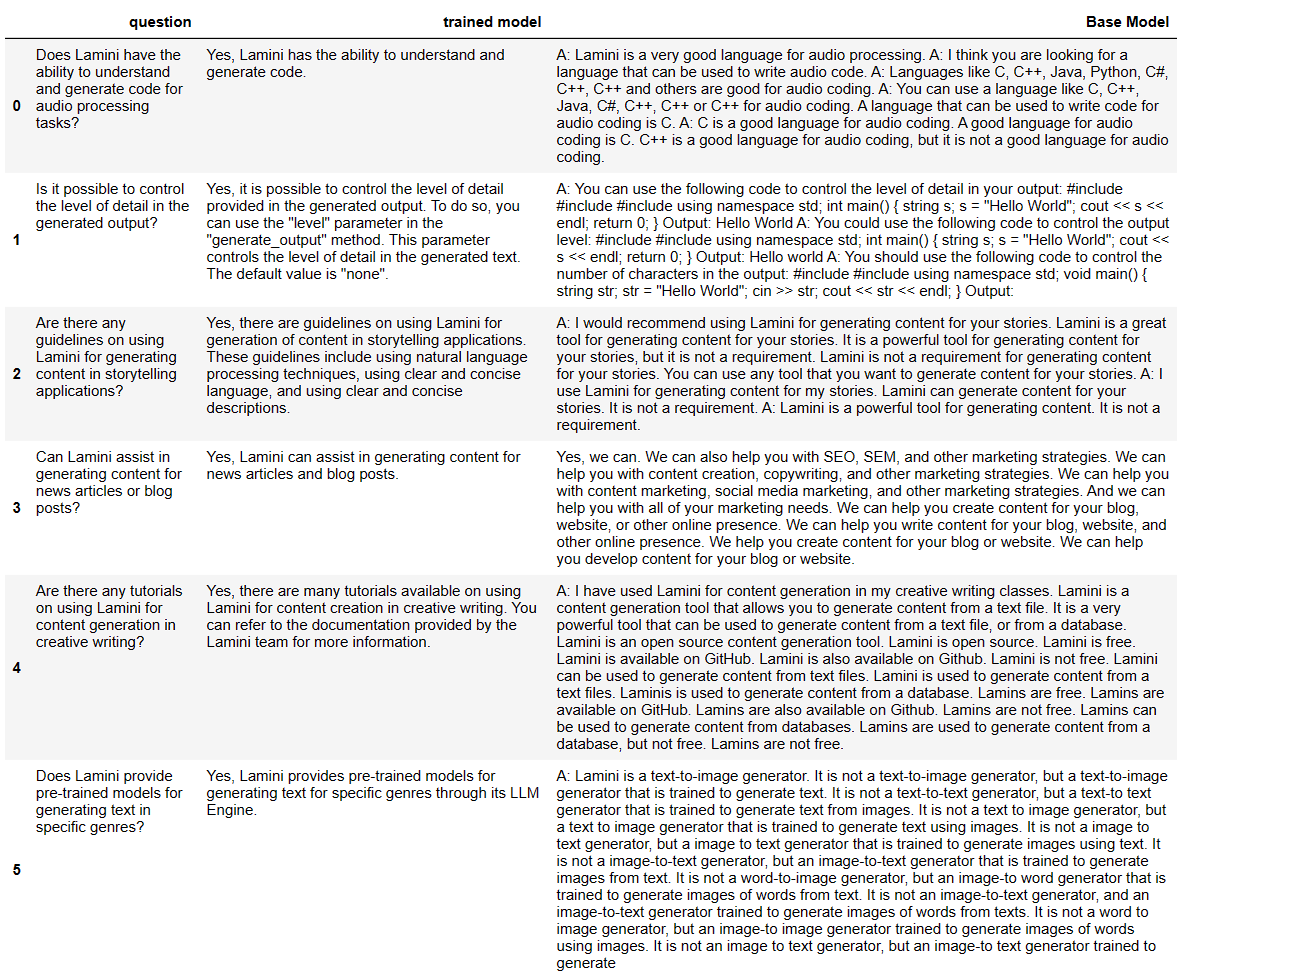 question trained model Base Model
0
Does Lamini have the
ability to understand
and generate code for
audio processing
tasks?
Yes, Lamini has the ability to understand and
generate code.
A: Lamini is a very good language for audio processing. A: I think you are looking for a
language that can be used to write audio code. A: Languages like C, C++, Java, Python, C#,
C++, C++ and others are good for audio coding. A: You can use a language like C, C++,
Java, C#, C++, C++ or C++ for audio coding. A language that can be used to write code for
audio coding is C. A: C is a good language for audio coding. A good language for audio
coding is C. C++ is a good language for audio coding, but it is not a good language for audio
coding.
1
Is it possible to control
the level of detail in the
generated output?
Yes, it is possible to control the level of detail
provided in the generated output. To do so, you
can use the "level" parameter in the
"generate_output" method. This parameter
controls the level of detail in the generated text.
The default value is "none".
A: You can use the following code to control the level of detail in your output: #include
#include #include using namespace std; int main() { string s; s = "Hello World"; cout << s <<
endl; return 0; } Output: Hello World A: You could use the following code to control the output
level: #include #include using namespace std; int main() { string s; s = "Hello World"; cout <<
s << endl; return 0; } Output: Hello world A: You should use the following code to control the
number of characters in the output: #include #include using namespace std; void main() {
string str; str = "Hello World"; cin >> str; cout << str << endl; } Output:
2
Are there any
guidelines on using
Lamini for generating
content in storytelling
applications?
Yes, there are guidelines on using Lamini for
generation of content in storytelling applications.
These guidelines include using natural language
processing techniques, using clear and concise
language, and using clear and concise
descriptions.
A: I would recommend using Lamini for generating content for your stories. Lamini is a great
tool for generating content for your stories. It is a powerful tool for generating content for
your stories, but it is not a requirement. Lamini is not a requirement for generating content
for your stories. You can use any tool that you want to generate content for your stories. A: I
use Lamini for generating content for my stories. Lamini can generate content for your
stories. It is not a requirement. A: Lamini is a powerful tool for generating content. It is not a
requirement.
3
Can Lamini assist in
generating content for
news articles or blog
posts?
Yes, Lamini can assist in generating content for
news articles and blog posts.
Yes, we can. We can also help you with SEO, SEM, and other marketing strategies. We can
help you with content creation, copywriting, and other marketing strategies. We can help you
with content marketing, social media marketing, and other marketing strategies. And we can
help you with all of your marketing needs. We can help you create content for your blog,
website, or other online presence. We can help you write content for your blog, website, and
other online presence. We help you create content for your blog or website. We can help
you develop content for your blog or website.
4
Are there any tutorials
on using Lamini for
content generation in
creative writing?
Yes, there are many tutorials available on using
Lamini for content creation in creative writing. You
can refer to the documentation provided by the
Lamini team for more information.
A: I have used Lamini for content generation in my creative writing classes. Lamini is a
content generation tool that allows you to generate content from a text file. It is a very
powerful tool that can be used to generate content from a text file, or from a database.
Lamini is an open source content generation tool. Lamini is open source. Lamini is free.
Lamini is available on GitHub. Lamini is also available on Github. Lamini is not free. Lamini
can be used to generate content from text files. Lamini is used to generate content from a
text files. Laminis is used to generate content from a database. Lamins are free. Lamins are
available on GitHub. Lamins are also available on Github. Lamins are not free. Lamins can
be used to generate content from databases. Lamins are used to generate content from a
database, but not free. Lamins are not free.
5
Does Lamini provide
pre-trained models for
generating text in
specific genres?
Yes, Lamini provides pre-trained models for
generating text for specific genres through its LLM
Engine.
A: Lamini is a text-to-image generator. It is not a text-to-image generator, but a text-to-image
generator that is trained to generate text. It is not a text-to-text generator, but a text-to text
generator that is trained to generate text from images. It is not a text to image generator, but
a text to image generator that is trained to generate text using images. It is not a image to
text generator, but a image to text generator that is trained to generate images using text. It
is not a image-to-text generator, but an image-to-text generator that is trained to generate
images from text. It is not a word-to-image generator, but an image-to word generator that is
trained to generate images of words from text. It is not an image-to-text generator, and an
image-to-text generator trained to generate images of words from texts. It is not a word to
image generator, but an image-to image generator trained to generate images of words
using images. It is not an image to text generator, but an image-to text generator trained to
generate